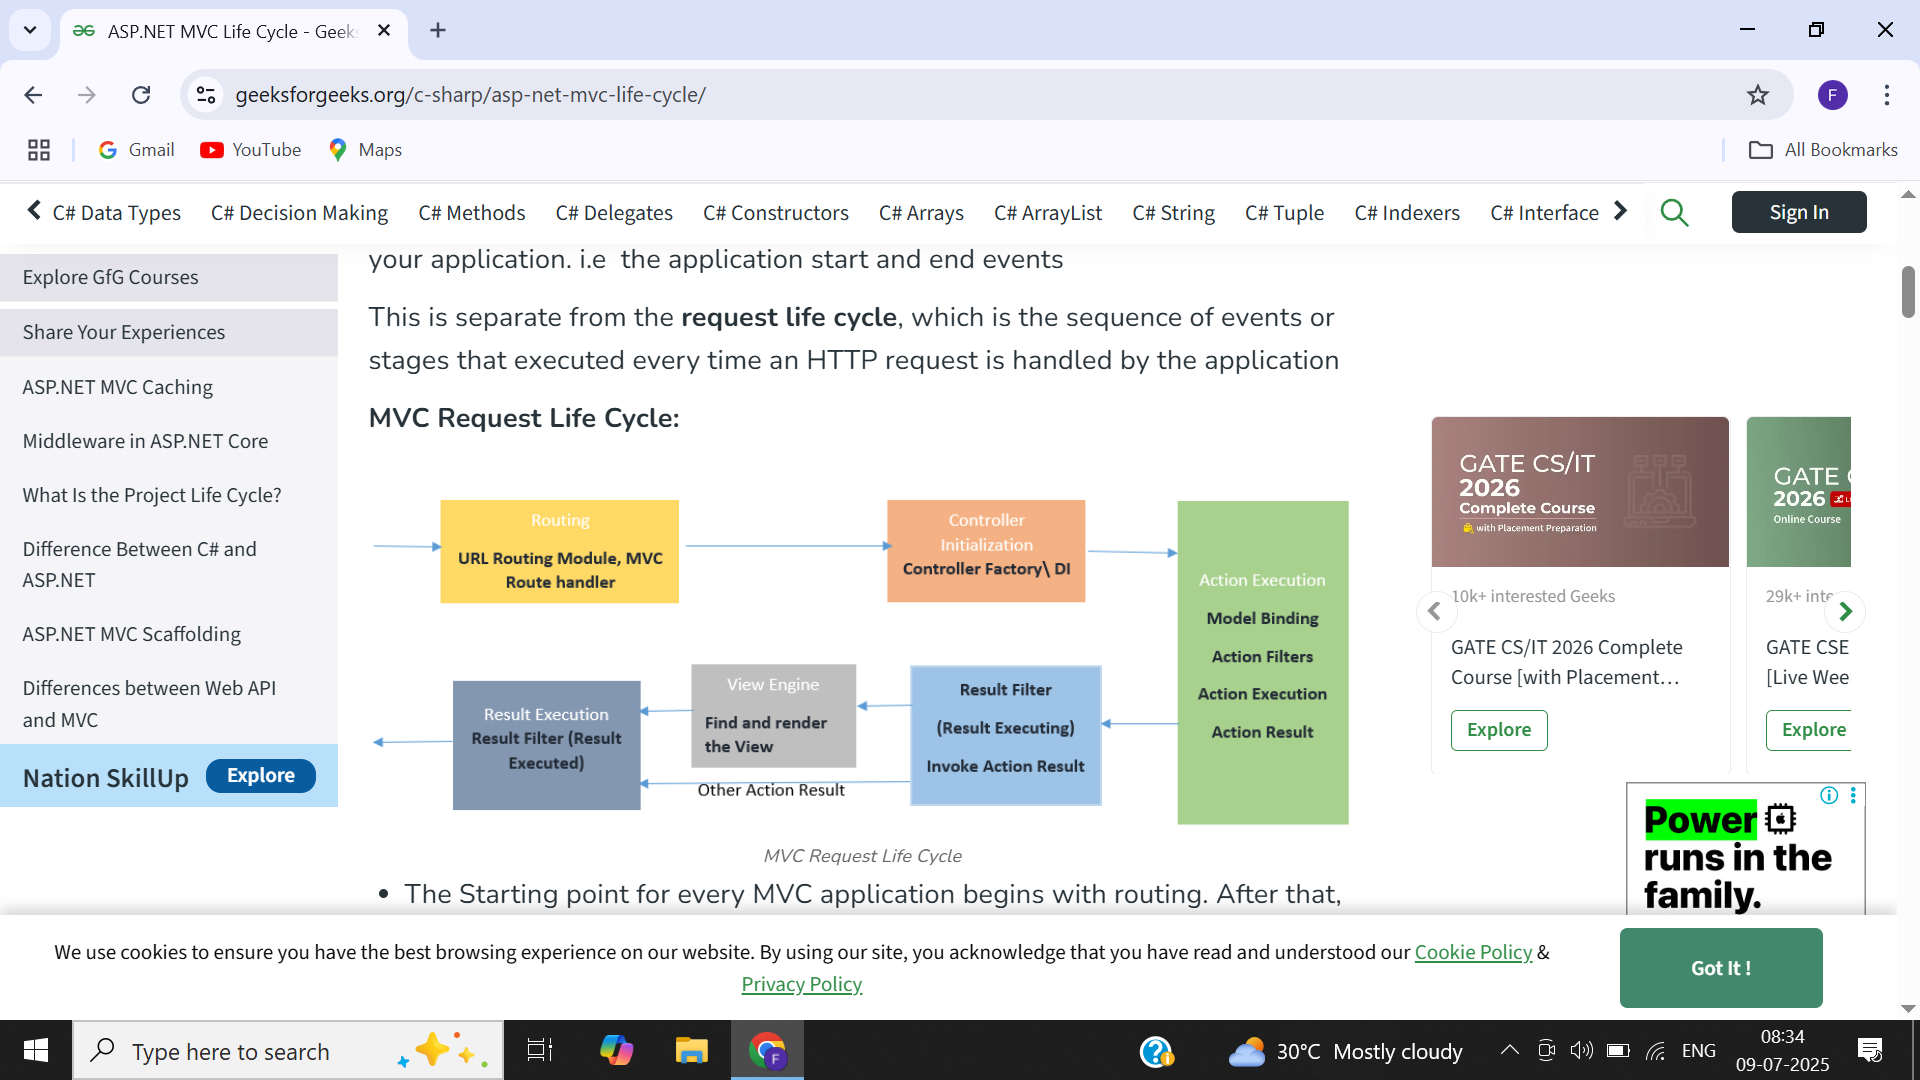 ASP.NET MVC Life Cycle - Geek
geeksforgeeks.org/c-sharp/asp-net-mvc-life-cycle/
F
Gmail
YouTube
Maps
All Bookmarks
C# Data Types
C# Decision Making
C# Methods
C# Delegates
C# Constructors
C# Arrays
C# ArrayList
C# String
C# Tuple
C# Indexers
C# Interface
Sign In
Explore GfG Courses
Share Your Experiences
ASP.NET MVC Caching
Middleware in ASP.NET Core
What Is the Project Life Cycle?
Difference Between C# and
ASP.NET
ASP.NET MVC Scaffolding
Differences between Web API
and MVC
Nation SkillUp
Explore
your application. i.e the application start and end events
This is separate from the request life cycle, which is the sequence of events or
stages that executed every time an HTTP request is handled by the application
MVC Request Life Cycle:
Routing
URL Routing Module, MVC
Route handler
Controller
Initialization
Controller Factory\ DI
Action Execution
Model Binding
Action Filters
Action Execution
Action Result
Result Filter
(Result Executing)
Invoke Action Result
View Engine
Find and render
the View
Other Action Result
Result Execution
Result Filter (Result
Executed)
MVC Request Life Cycle
• The Starting point for every MVC application begins with routing. After that,
GATE CS/IT
2026
Complete Course
with Placement Preparation
10k+ interested Geeks
GATE CS/IT 2026 Complete
Course [with Placement...
Explore
GATE
2026
Online Course
29k+ inte
GATE CSE
[Live Wee
Explore
Power
runs in the
family.
We use cookies to ensure you have the best browsing experience on our website. By using our site, you acknowledge that you have read and understood our Cookie Policy &
Privacy Policy
Got It !
Type here to search
F
30°C Mostly cloudy
ENG
08:34
09-07-2025